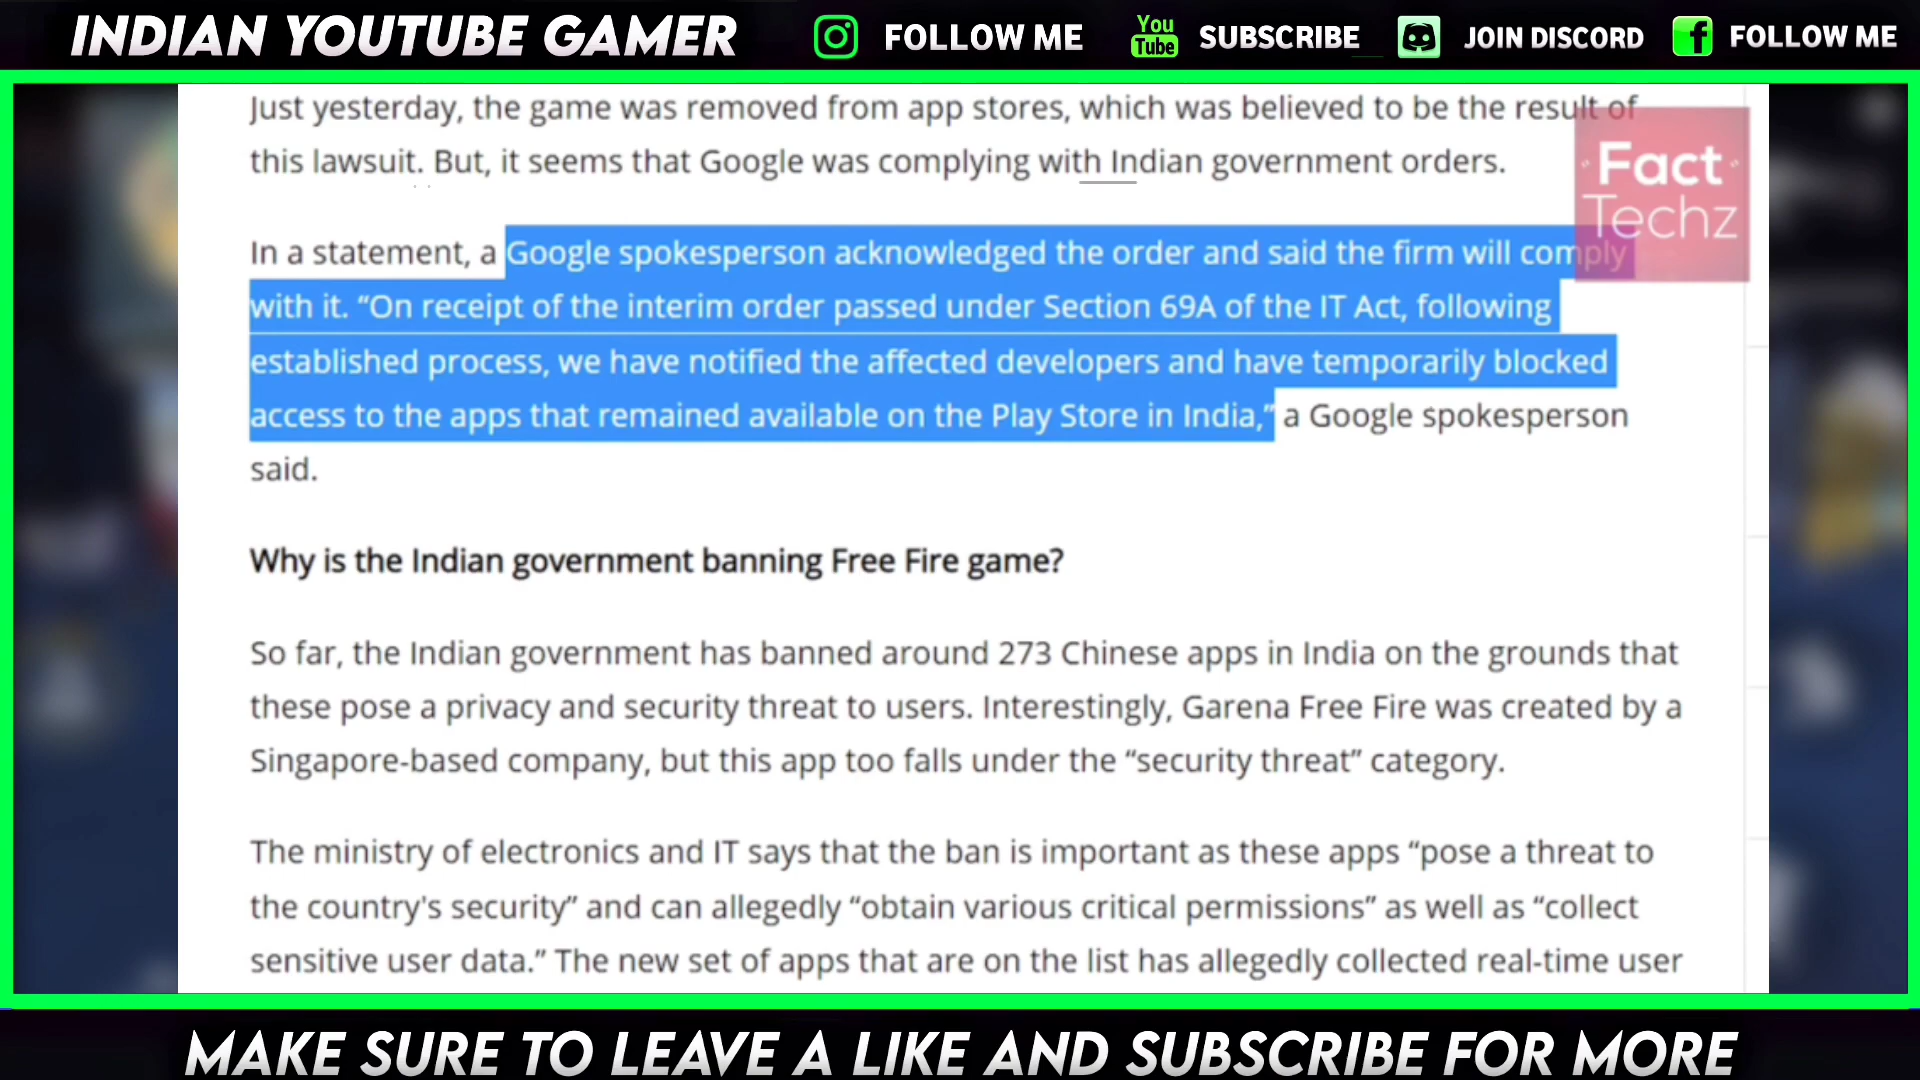 INDIAN YOUTUBE GAMER
FOLLOW ME
You
Tube
SUBSCRIBE
JOIN DISCORD
f
FOLLOW ME
Just yesterday, the game was removed from app stores, which was believed to be the result of
this lawsuit. But, it seems that Google was complying with Indian government orders.
Fact
Techz
In a statement, a Google spokesperson acknowledged the order and said the firm will comply
with it. “On receipt of the interim order passed under Section 69A of the IT Act, following
established process, we have notified the affected developers and have temporarily blocked
access to the apps that remained available on the Play Store in India,” a Google spokesperson
said.
Why is the Indian government banning Free Fire game?
So far, the Indian government has banned around 273 Chinese apps in India on the grounds that
these pose a privacy and security threat to users. Interestingly, Garena Free Fire was created by a
Singapore-based company, but this app too falls under the “security threat” category.
The ministry of electronics and IT says that the ban is important as these apps “pose a threat to
the country's security” and can allegedly “obtain various critical permissions” as well as “collect
sensitive user data.” The new set of apps that are on the list has allegedly collected real-time user
MAKE SURE TO LEAVE A LIKE AND SUBSCRIBE FOR MORE